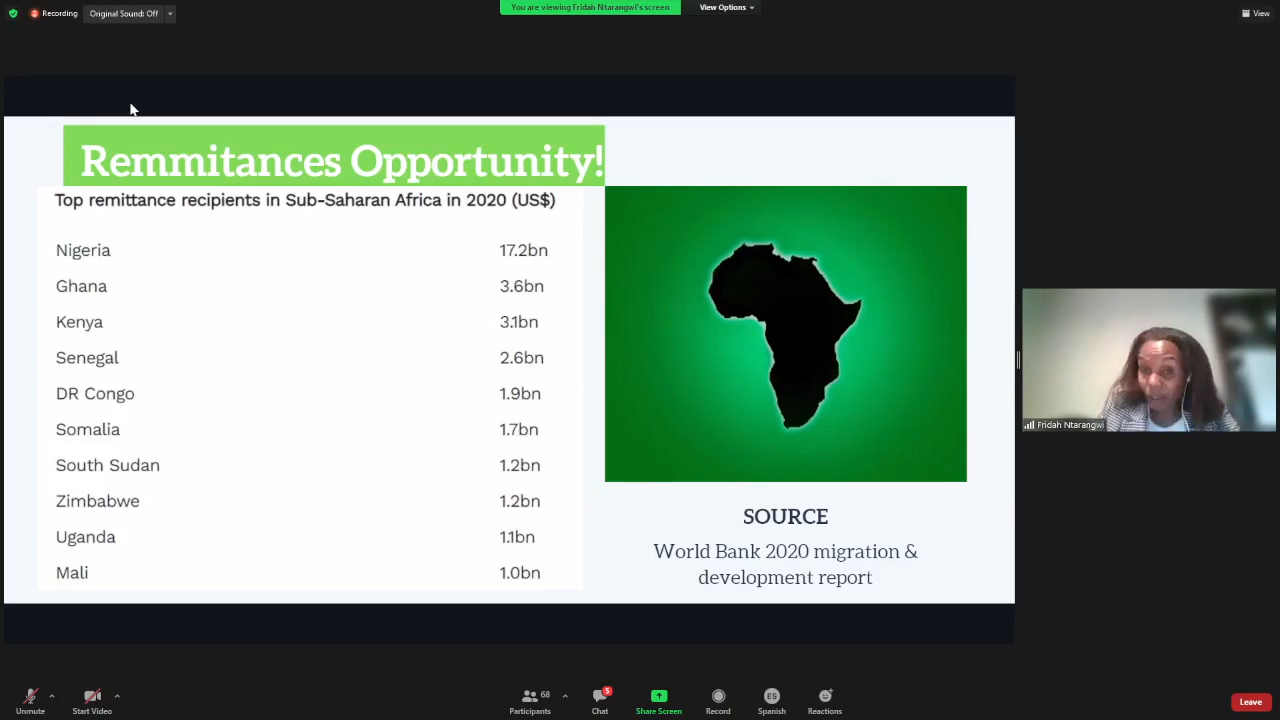 Recording
Original Sound: Off
You are viewing Fridah Ntarangwi's screen
View Options
View
Remmitances Opportunity!
Top remittance recipients in Sub-Saharan Africa in 2020 (US$)
Nigeria 17.2bn
Ghana 3.6bn
Kenya 3.1bn
Senegal 2.6bn
DR Congo 1.9bn
Somalia 1.7bn
South Sudan 1.2bn
Zimbabwe 1.2bn
Uganda 1.1bn
Mali 1.0bn
SOURCE
World Bank 2020 migration &
development report
Fridah Ntarangwi
Unmute
Start Video
68
Participants
5
Chat
Share Screen
Record
ES
Spanish
Reactions
Leave